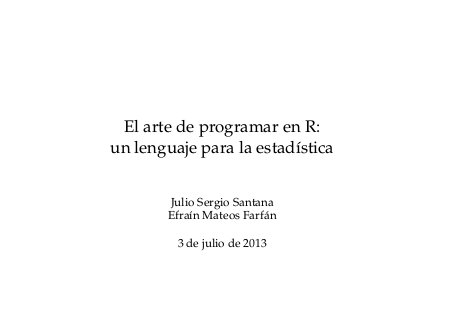 El arte de programar en R:
un lenguaje para la estadística
Julio Sergio Santana
Efraín Mateos Farfán
3 de julio de 2013